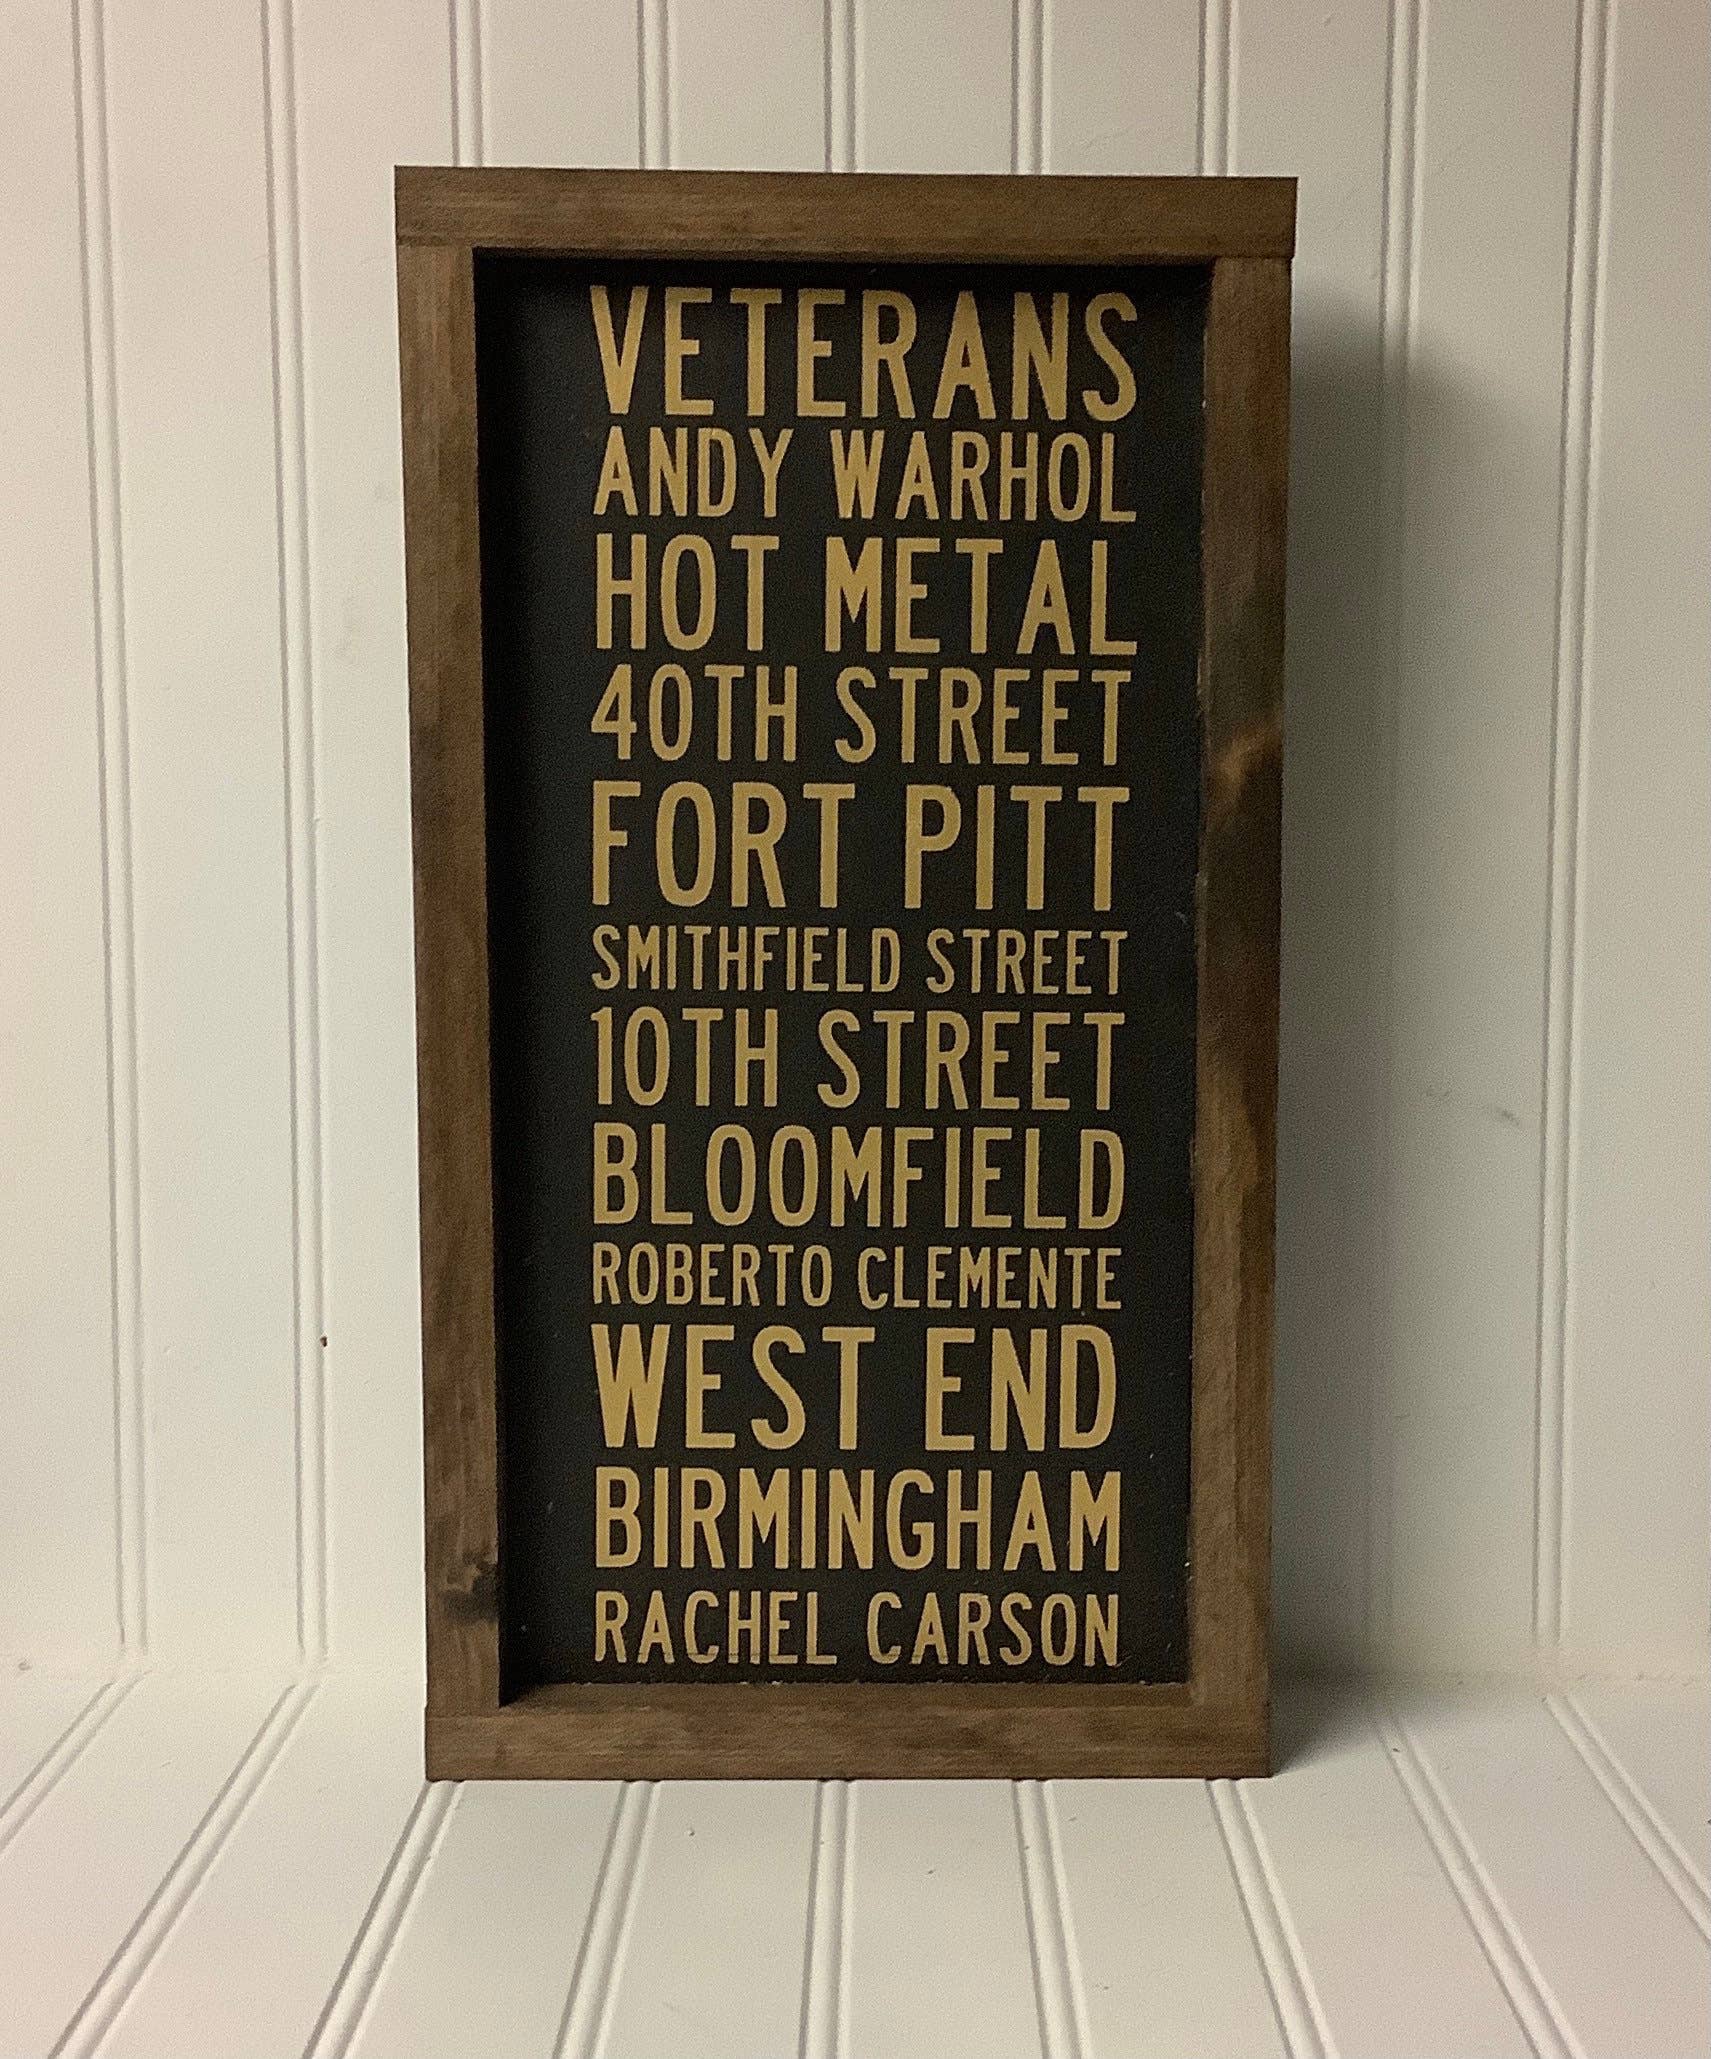 VETERANS
ANDY WARHOL
HOT METAL
40TH STREET
FORT PITT
SMITHFIELD STREET
10TH STREET
BLOOMFIELD
ROBERTO CLEMENTE
WEST END
BIRMINGHAM
RACHEL CARSON